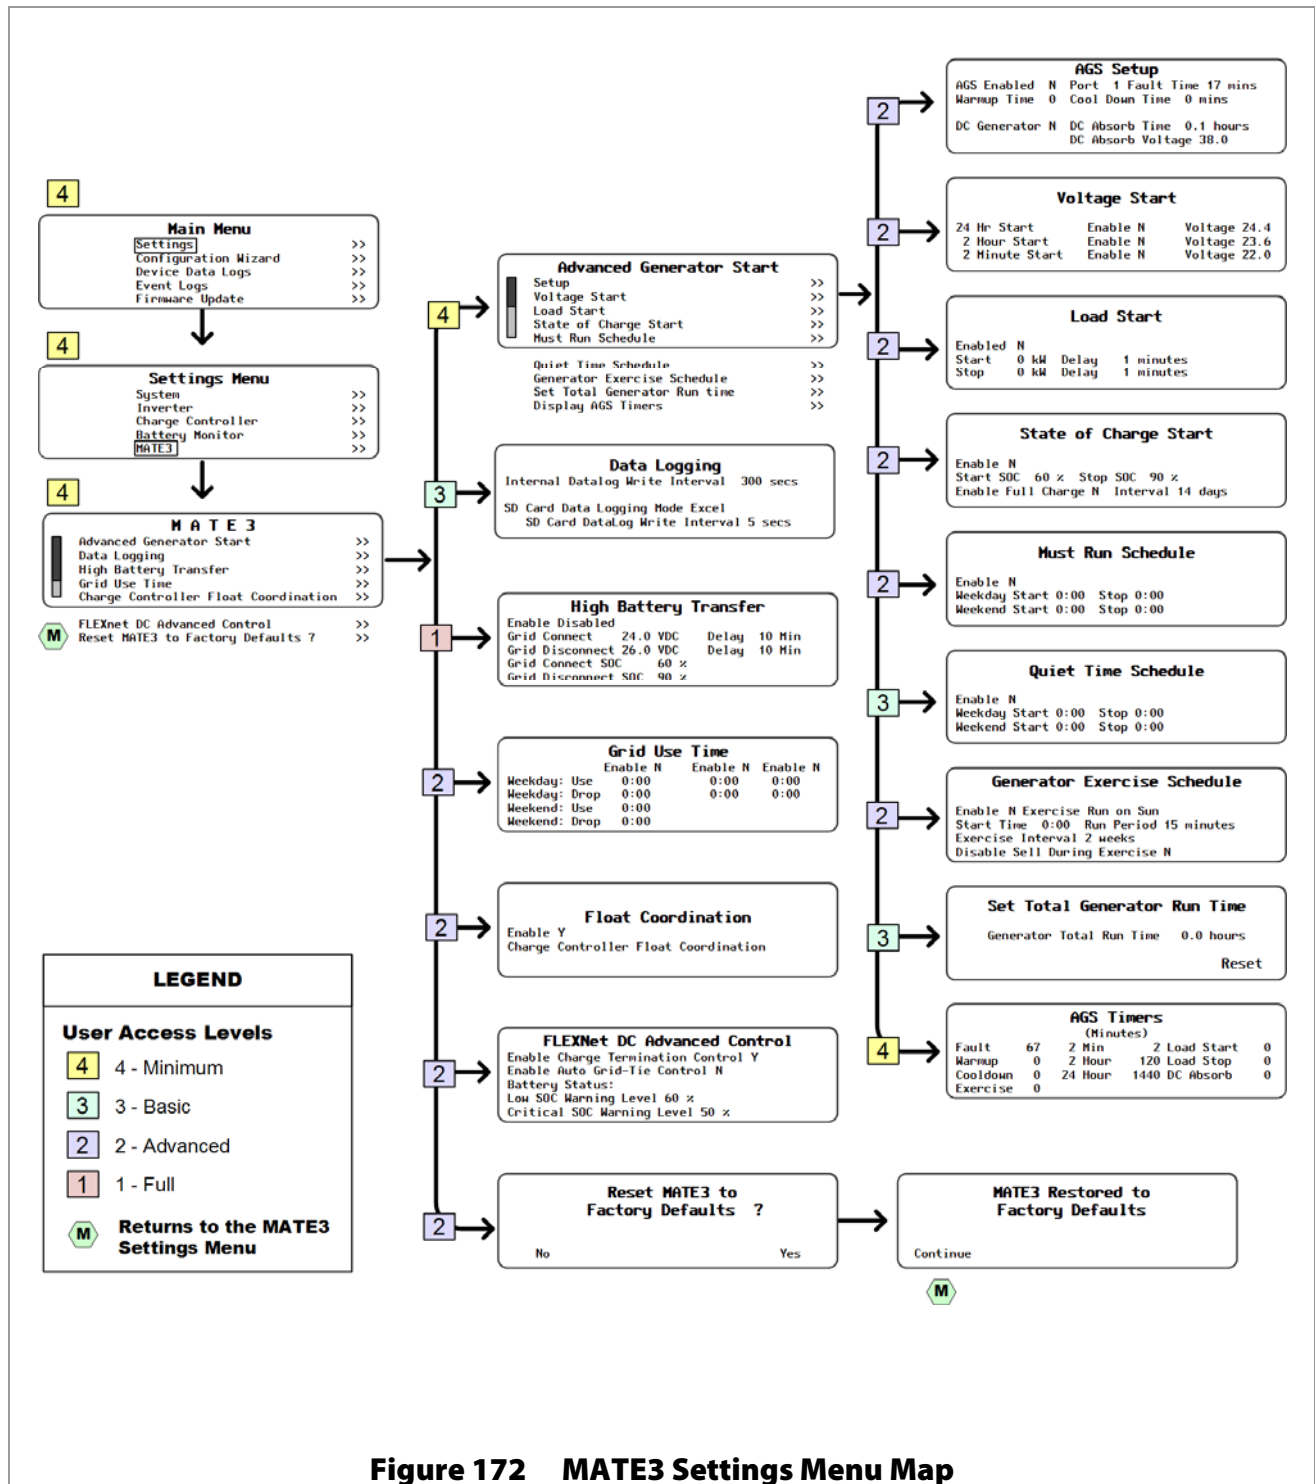 4
Main Menu
Settings >>
Configuration Wizard >>
Device Data Logs >>
Event Logs >>
Firmware Update >>
4
Settings Menu
System >>
Inverter >>
Charge Controller >>
Battery Monitor >>
MATE3 >>
4
M A T E 3
Advanced Generator Start >>
Data Logging >>
High Battery Transfer >>
Grid Use Time >>
Charge Controller Float Coordination >>
FLEXnet DC Advanced Control >>
M Reset MATE3 to Factory Defaults ? >>
LEGEND
User Access Levels
4 4 - Minimum
3 3 - Basic
2 2 - Advanced
1 1 - Full
M Returns to the MATE3
Settings Menu
4
Advanced Generator Start
Setup >>
Voltage Start >>
Load Start >>
State of Charge Start >>
Must Run Schedule >>
Quiet Time Schedule >>
Generator Exercise Schedule >>
Set Total Generator Run time >>
Display AGS Timers >>
3
Data Logging
Internal Datalog Write Interval 300 secs
SD Card Data Logging Mode Excel
SD Card DataLog Write Interval 5 secs
1
High Battery Transfer
Enable Disabled
Grid Connect 24.0 VDC Delay 10 Min
Grid Disconnect 26.0 VDC Delay 10 Min
Grid Connect SOC 60 %
Grid Disconnect SOC 90 %
2
Grid Use Time
Enable N Enable N Enable N
Weekday: Use 0:00 0:00 0:00
Weekday: Drop 0:00 0:00 0:00
Weekend: Use 0:00
Weekend: Drop 0:00
2
Float Coordination
Enable Y
Charge Controller Float Coordination
2
FLEXNet DC Advanced Control
Enable Charge Termination Control Y
Enable Auto Grid-Tie Control N
Battery Status:
Low SOC Warning Level 60 %
Critical SOC Warning Level 50 %
2
Reset MATE3 to
Factory Defaults ?
No Yes
MATE3 Restored to
Factory Defaults
Continue
M
2
AGS Setup
AGS Enabled N Port 1 Fault Time 17 mins
Warmup Time 0 Cool Down Time 0 mins
DC Generator N DC Absorb Time 0.1 hours
DC Absorb Voltage 38.0
2
Voltage Start
24 Hr Start Enable N Voltage 24.4
2 Hour Start Enable N Voltage 23.6
2 Minute Start Enable N Voltage 22.0
2
Load Start
Enabled N
Start 0 kW Delay 1 minutes
Stop 0 kW Delay 1 minutes
2
State of Charge Start
Enable N
Start SOC 60 % Stop SOC 90 %
Enable Full Charge N Interval 14 days
2
Must Run Schedule
Enable N
Weekday Start 0:00 Stop 0:00
Weekend Start 0:00 Stop 0:00
3
Quiet Time Schedule
Enable N
Weekday Start 0:00 Stop 0:00
Weekend Start 0:00 Stop 0:00
2
Generator Exercise Schedule
Enable N Exercise Run on Sun
Start Time 0:00 Run Period 15 minutes
Exercise Interval 2 weeks
Disable Sell During Exercise N
3
Set Total Generator Run Time
Generator Total Run Time 0.0 hours
Reset
4
AGS Timers
(Minutes)
Fault 67 2 Min 2 Load Start 0
Warmup 0 2 Hour 120 Load Stop 0
Cooldown 0 24 Hour 1440 DC Absorb 0
Exercise 0
Figure 172 MATE3 Settings Menu Map